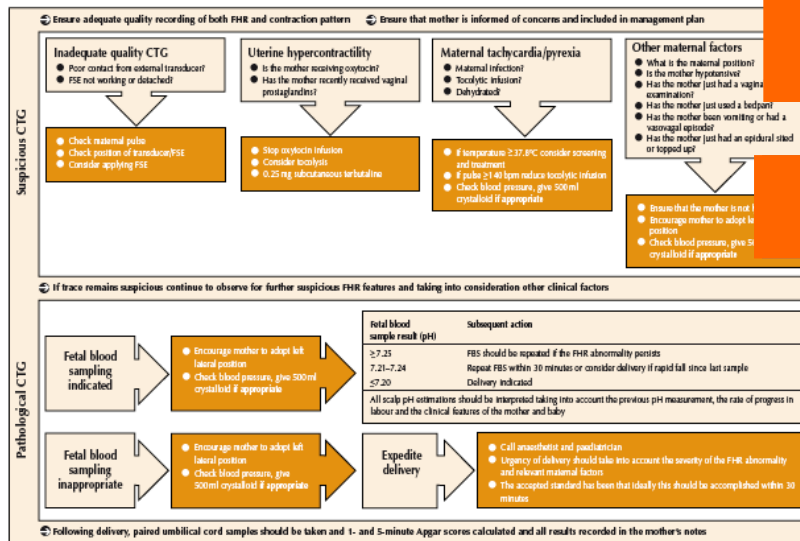 Ensure adequate quality recording of both FHR and contraction pattern
Ensure that mother is informed of concerns and included in management plan
Suspicious CTG
Inadequate quality CTG
Poor contact from external transducer?
FSE not working or detached?
Check maternal pulse
Check position of transducer/FSE
Consider applying FSE
Uterine hypercontractility
Is the mother receiving oxytocin?
Has the mother recently received vaginal
prostaglandins?
Stop oxytocin infusion
Consider tocolysis
0.25 mg subcutaneous terbutaline
Maternal tachycardia/pyrexia
Maternal infection?
Tocolytic infusion?
Dehydrated?
If temperature ≥37.8ºC consider screening
and treatment
If pulse ≥140 bpm reduce tocolytic infusion
Check blood pressure, give 500ml
crystalloid if appropriate
Other maternal factors
What is the maternal position?
Is the mother hypotensive?
Has the mother just had a vagina
examination?
Has the mother just used a bedpan?
Has the mother been vomiting or had a
vasovagal episode?
Has the mother just had an epidural sited
or topped up?
Ensure that the mother is not
Encourage mother to adopt le
position
Check blood pressure, give 50
crystalloid if appropriate
If trace remains suspicious continue to observe for further suspicious FHR features and taking into consideration other clinical factors
Pathological CTG
Fetal blood
sampling
indicated
Encourage mother to adopt left
lateral position
Check blood pressure, give 500ml
crystalloid if appropriate
Fetal blood Subsequent action
sample result (pH)
≥7.25 FBS should be repeated if the FHR abnormality persists
7.21–7.24 Repeat FBS within 30 minutes or consider delivery if rapid fall since last sample
≤7.20 Delivery indicated
All scalp pH estimations should be interpreted taking into account the previous pH measurement, the rate of progress in
labour and the clinical features of the mother and baby
Fetal blood
sampling
inappropriate
Encourage mother to adopt left
lateral position
Check blood pressure, give
500ml crystalloid if appropriate
Expedite
delivery
Call anaesthetist and paediatrician
Urgency of delivery should take into account the severity of the FHR abnormality
and relevant maternal factors
The accepted standard has been that ideally this should be accomplished within 30
minutes
Following delivery, paired umbilical cord samples should be taken and 1- and 5-minute Apgar scores calculated and all results recorded in the mother's notes